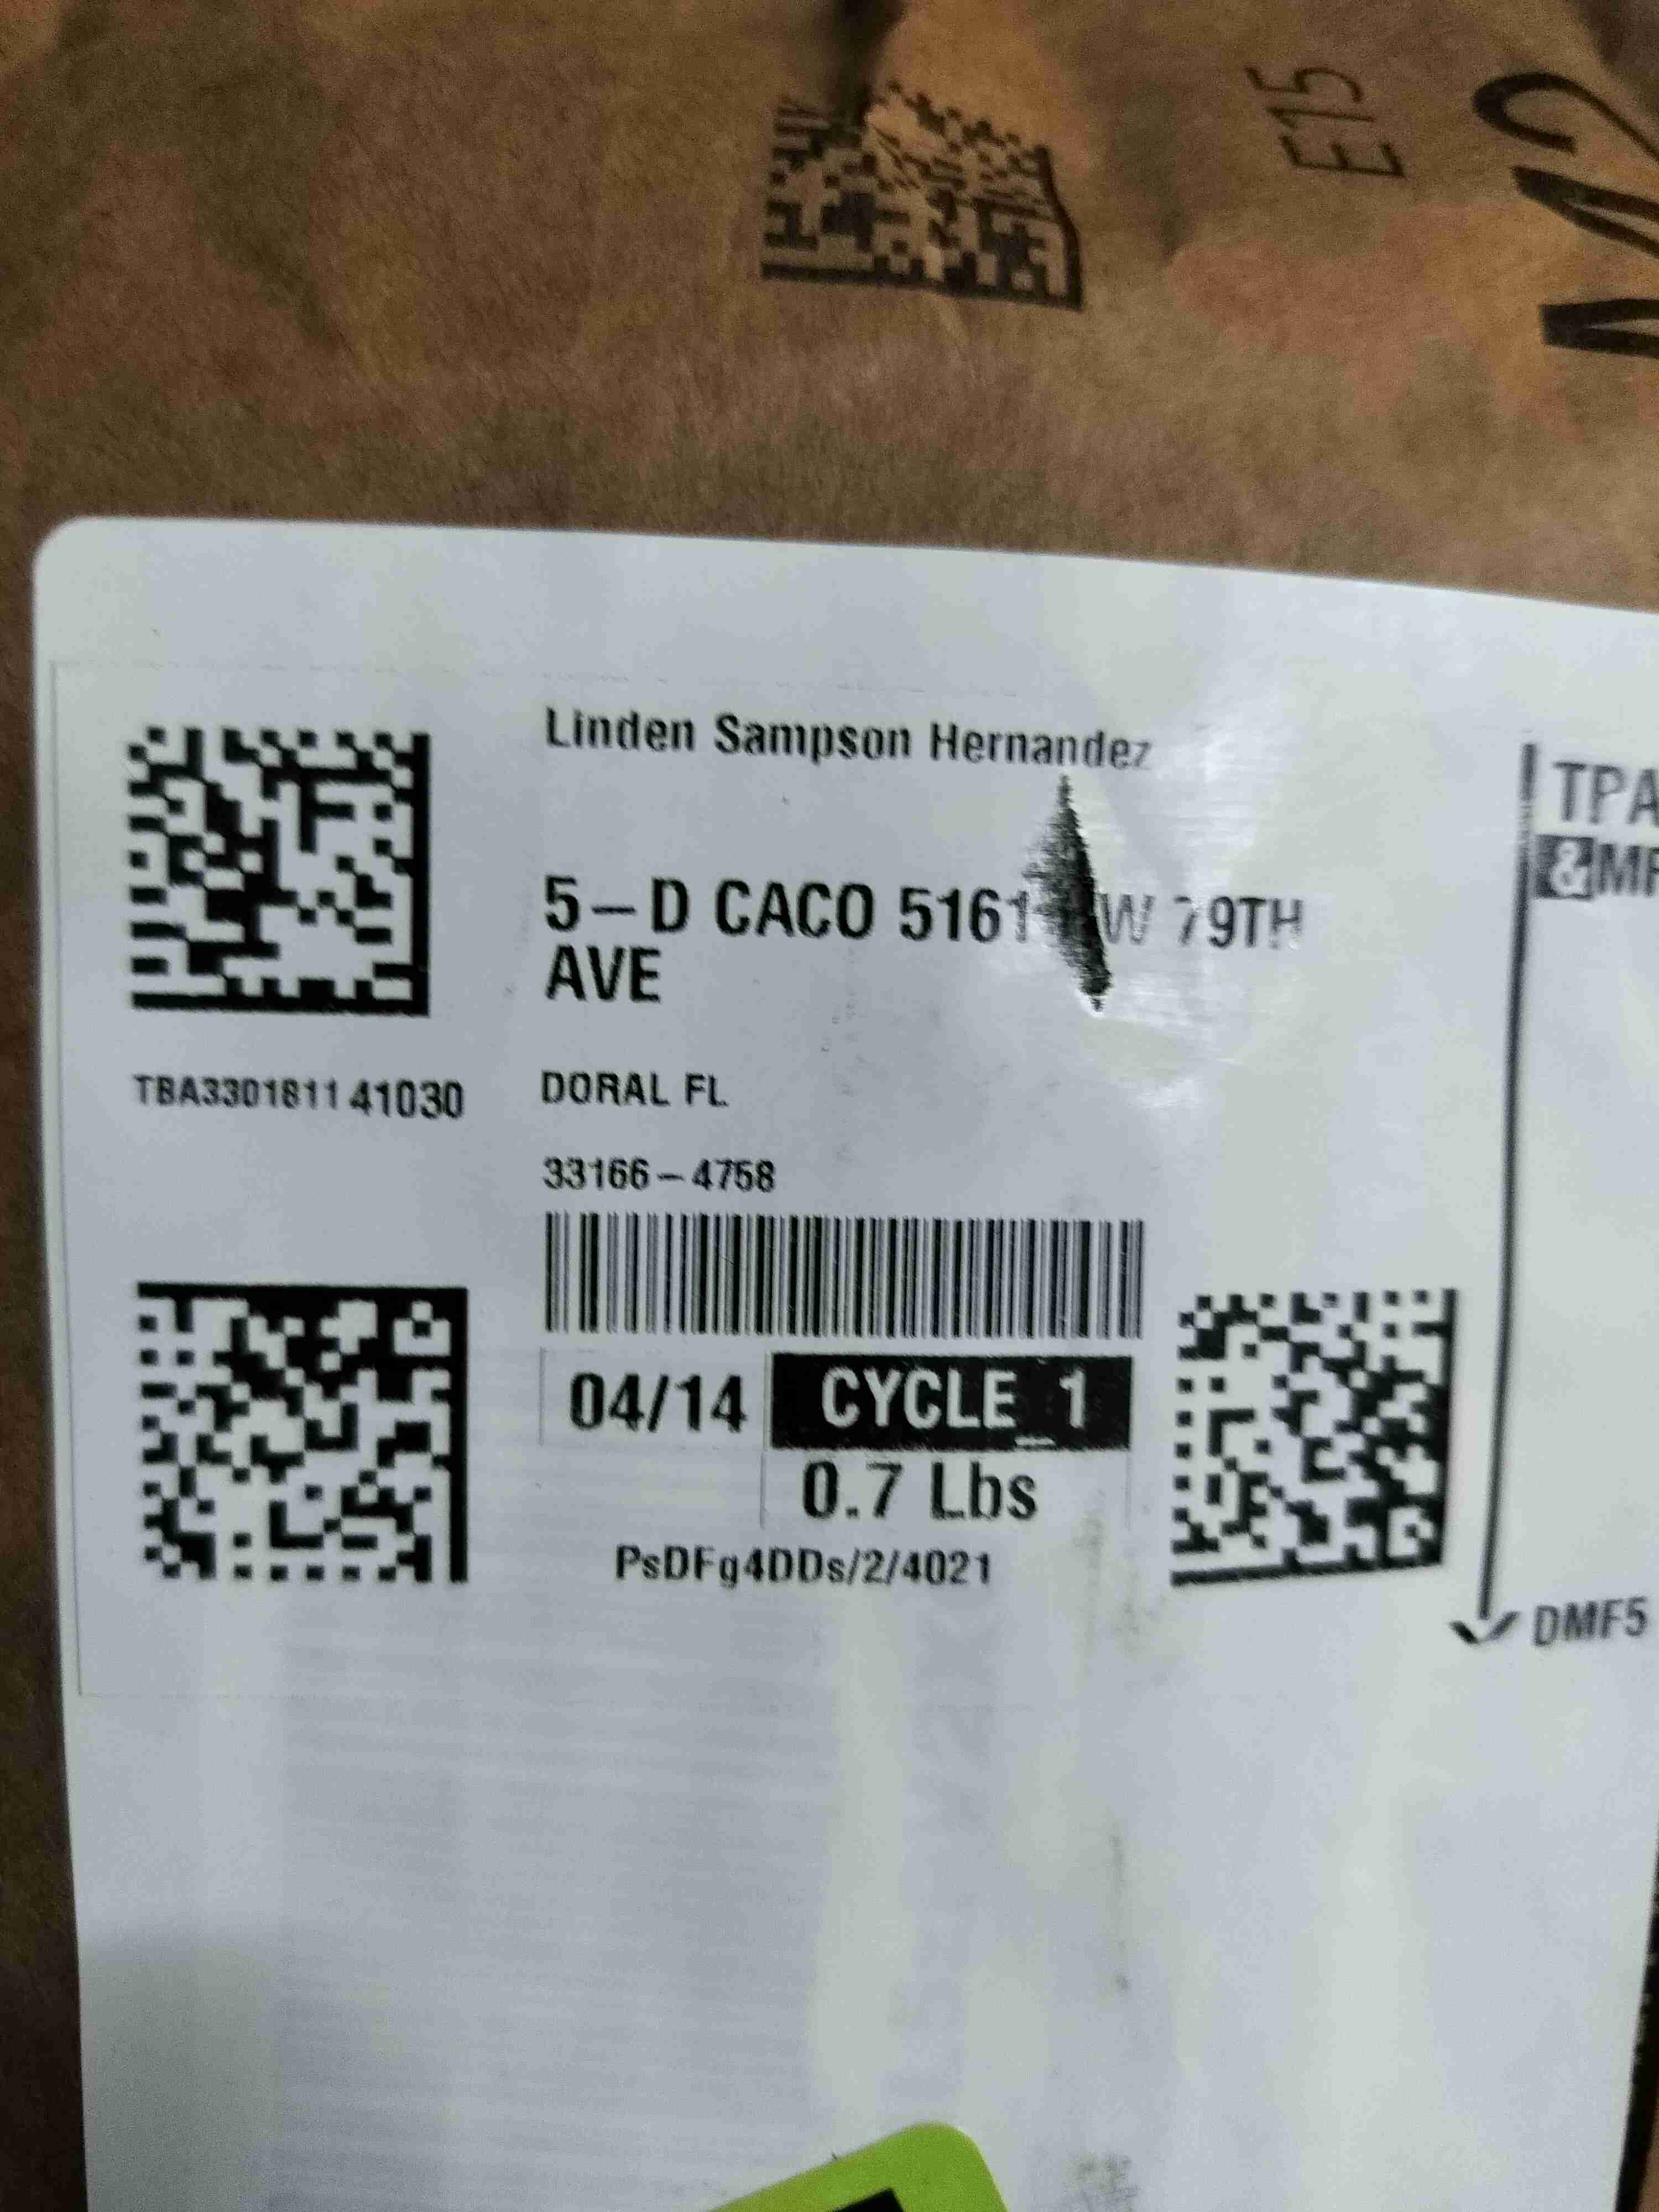 E15
Linden Sampson Hernandez
5-D CACO 5161 W 79TH
AVE
TBA330181141030
DORAL FL
33166-4758
04/14 CYCLE_1
0.7 Lbs
PsDFg4DDs/2/4021
TPA
DMF5